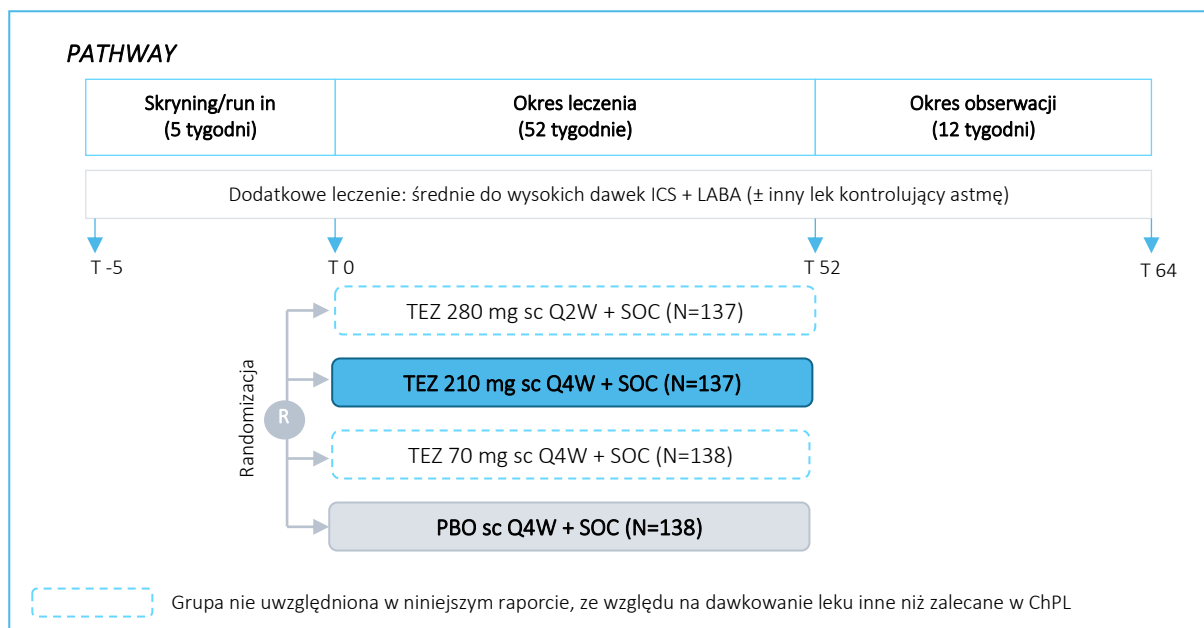 PATHWAY
Skryning/run in
(5 tygodni)
Okres leczenia
(52 tygodnie)
Okres obserwacji
(12 tygodni)
Dodatkowe leczenie: średnie do wysokich dawek ICS + LABA (± inny lek kontrolujący astmę)
T -5
T 0
T 52
T 64
Randomizacja
R
TEZ 280 mg sc Q2W + SOC (N=137)
TEZ 210 mg sc Q4W + SOC (N=137)
TEZ 70 mg sc Q4W + SOC (N=138)
PBO sc Q4W + SOC (N=138)
Grupa nie uwzględniona w niniejszym raporcie, ze względu na dawkowanie leku inne niż zalecane w ChPL